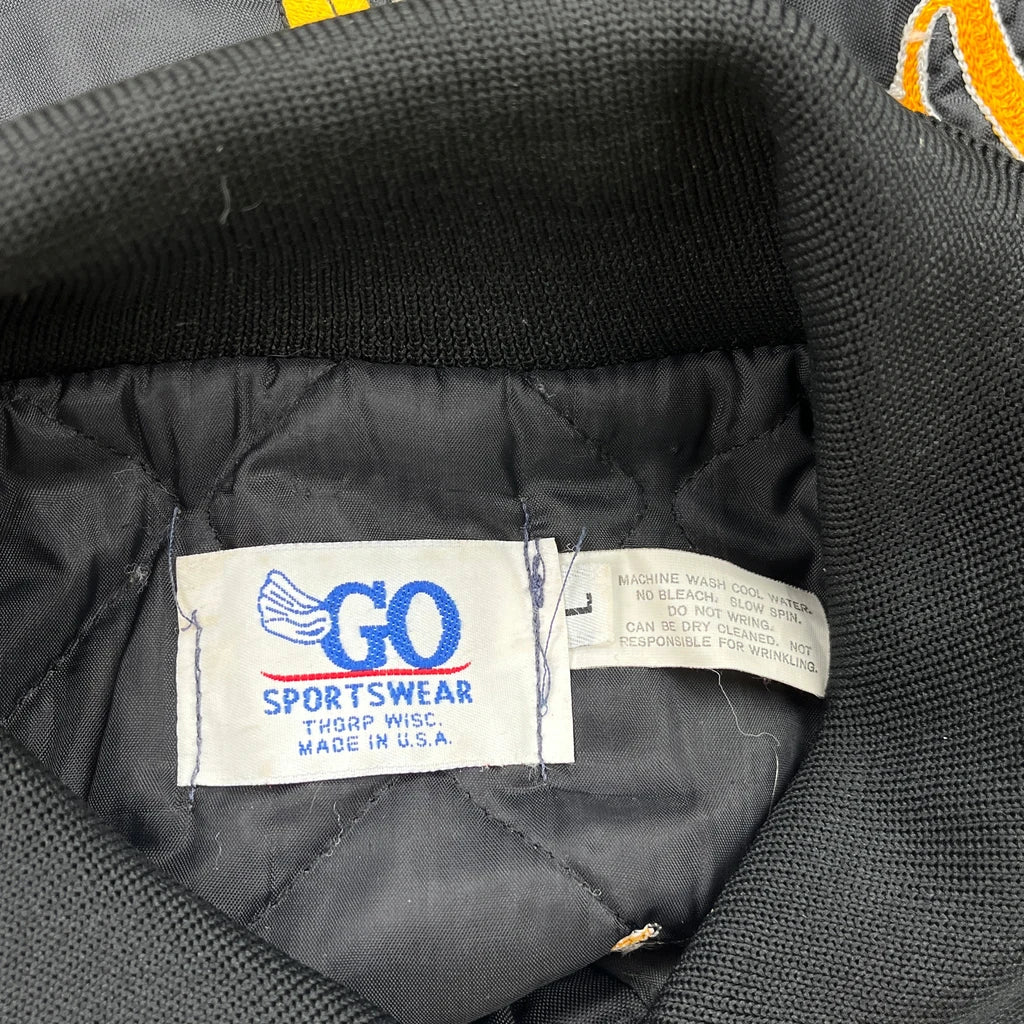 GO
SPORTSWEAR
THORP WISC.
MADE IN U.S.A.
L
MACHINE WASH COOL WATER.
NO BLEACH. SLOW SPIN.
DO NOT WRING.
CAN BE DRY CLEANED. NOT
RESPONSIBLE FOR WRINKLING.